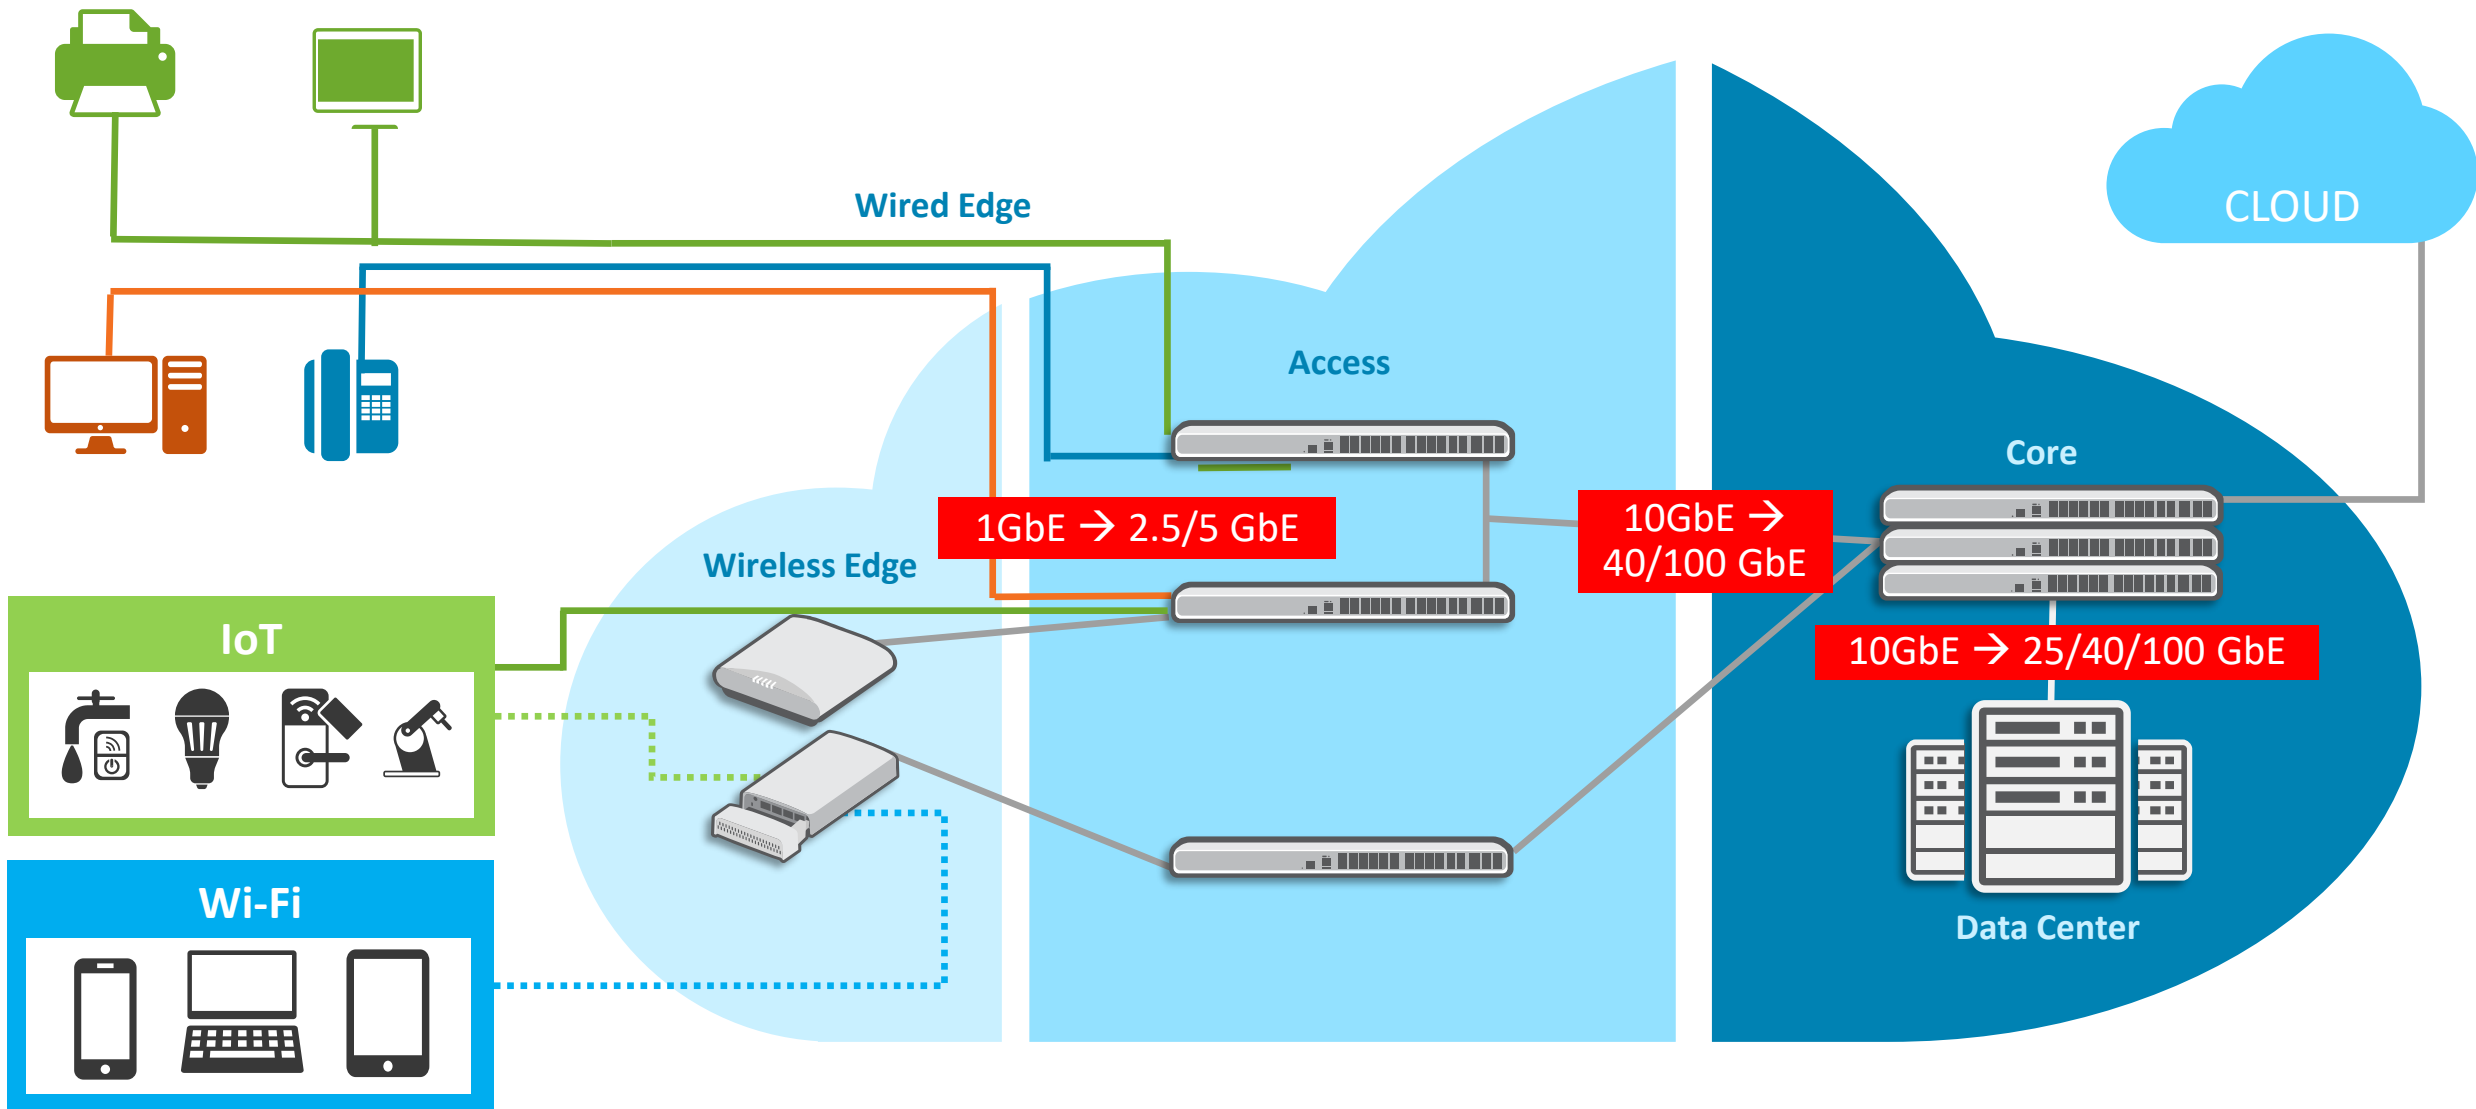 Wired Edge
CLOUD
Access
Core
1GbE → 2.5/5 GbE
10GbE →
40/100 GbE
Wireless Edge
IoT
10GbE → 25/40/100 GbE
Wi-Fi
Data Center